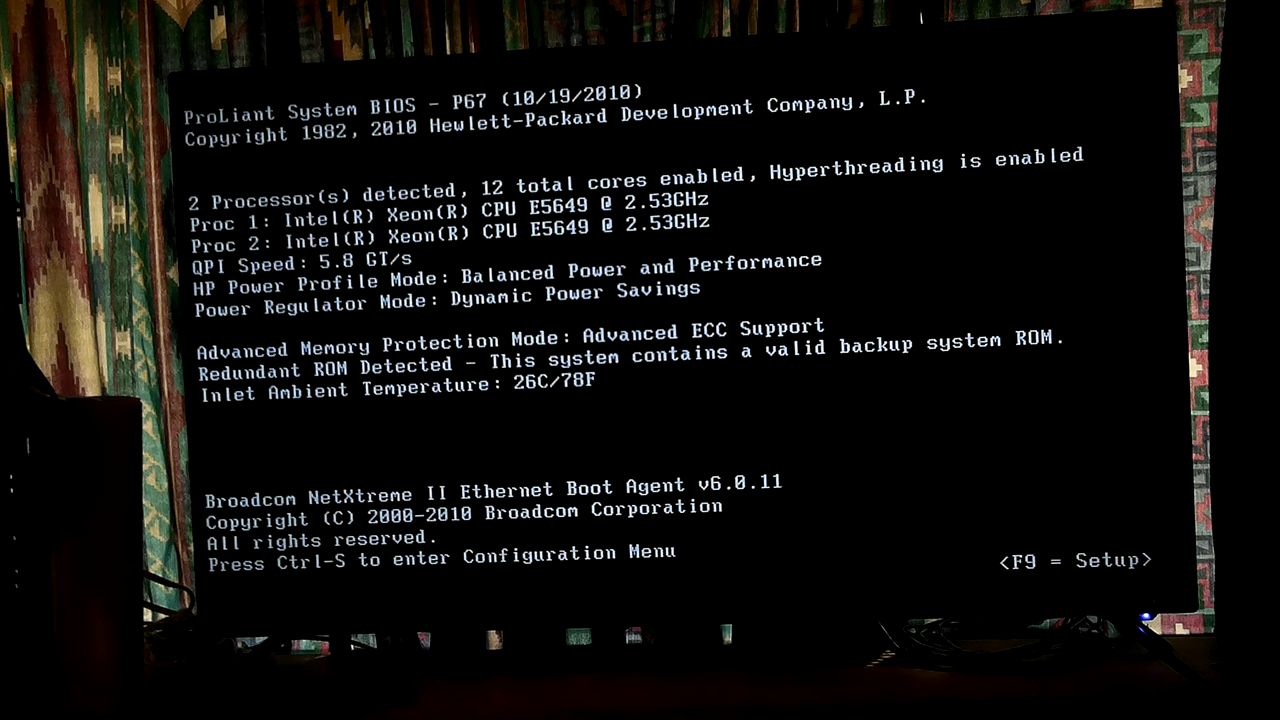 ProLiant System BIOS - P67 (10/19/2010)
Copyright 1982, 2010 Hewlett-Packard Development Company, L.P.
2 Processor(s) detected, 12 total cores enabled, Hyperthreading is enabled
Proc 1: Intel(R) Xeon(R) CPU E5649 @ 2.53GHz
Proc 2: Intel(R) Xeon(R) CPU E5649 @ 2.53GHz
QPI Speed: 5.8 GT/s
HP Power Profile Mode: Balanced Power and Performance
Power Regulator Mode: Dynamic Power Savings
Advanced Memory Protection Mode: Advanced ECC Support
Redundant ROM Detected - This system contains a valid backup system ROM.
Inlet Ambient Temperature: 26C/78F
Broadcom NetXtreme II Ethernet Boot Agent v6.0.11
Copyright (C) 2000-2010 Broadcom Corporation
All rights reserved.
Press Ctrl-S to enter Configuration Menu
<F9 = Setup>